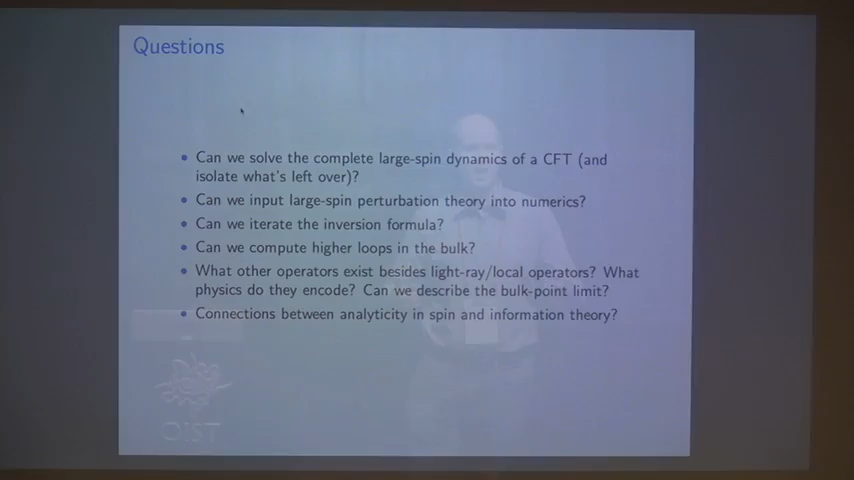 Questions
• Can we solve the complete large-spin dynamics of a CFT (and
isolate what's left over)?
• Can we input large-spin perturbation theory into numerics?
• Can we iterate the inversion formula?
• Can we compute higher loops in the bulk?
• What other operators exist besides light-ray/local operators? What
physics do they encode? Can we describe the bulk-point limit?
• Connections between analyticity in spin and information theory?
OIST